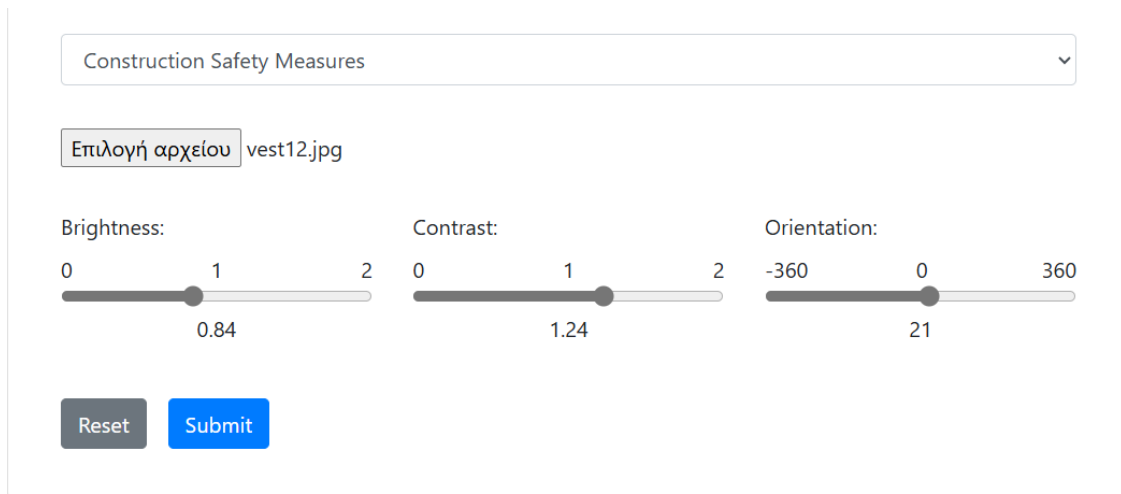 Construction Safety Measures
Επιλογή αρχείου vest12.jpg
Brightness: Contrast: Orientation:
0 1 2 0 1 2 -360 0 360
0.84 1.24 21
Reset Submit